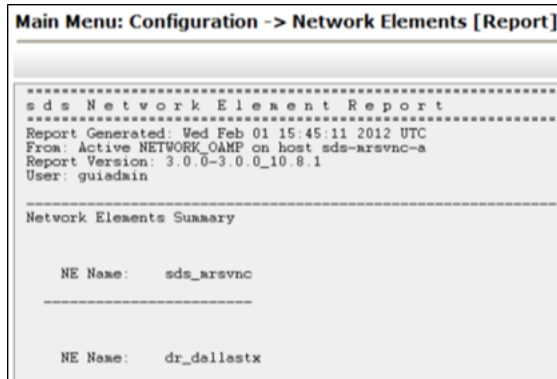 Main Menu: Configuration -> Network Elements [Report]
================================================================
s d s   N e t w o r k   E l e m e n t   R e p o r t
================================================================
Report Generated: Wed Feb 01 15:45:11 2012 UTC
From: Active NETWORK_OAMP on host sds-mrsvnc-a
Report Version: 3.0.0-3.0.0_10.8.1
User: guiadmin
----------------------------------------------------------------
Network Elements Summary
NE Name: sds_mrsvnc
------------------------
NE Name: dr_dallastx